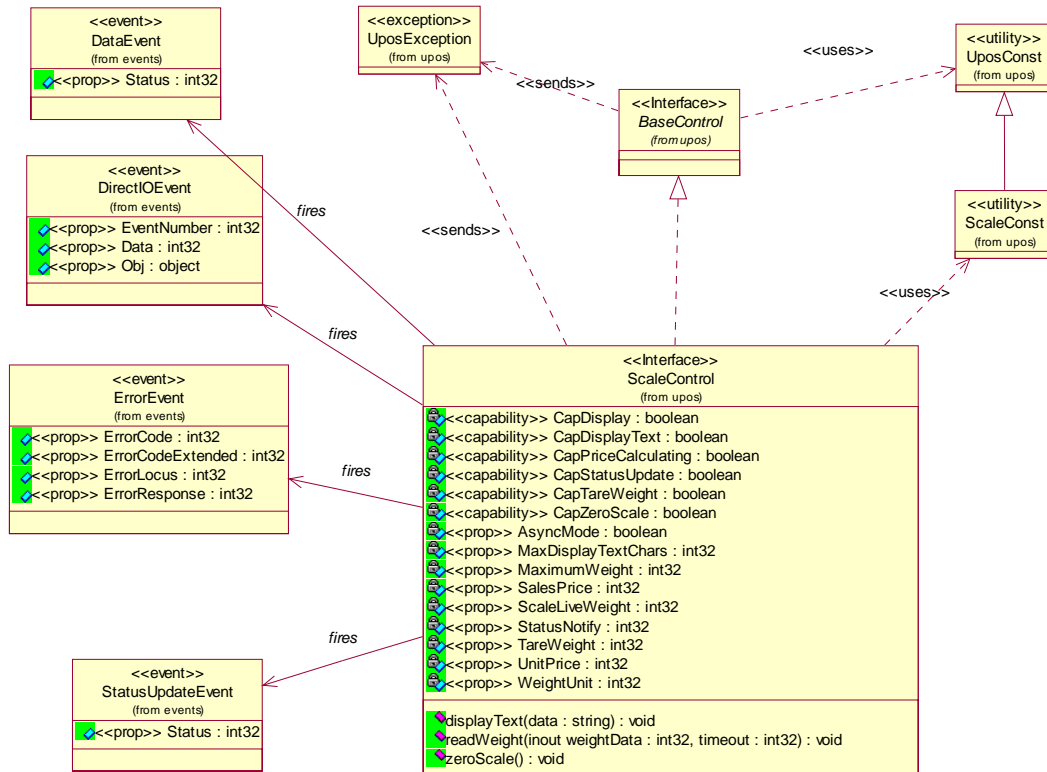 <<event>>
DataEvent
(from events)
<<prop>> Status : int32
<<exception>>
UposException
(from upos)
<<uses>>
<<utility>>
UposConst
(from upos)
<<sends>>
<<Interface>>
BaseControl
(from upos)
<<event>>
DirectIOEvent
(from events)
<<prop>> EventNumber : int32
<<prop>> Data : int32
<<prop>> Obj : object
fires
<<sends>>
<<utility>>
ScaleConst
(from upos)
<<uses>>
fires
<<event>>
ErrorEvent
(from events)
<<prop>> ErrorCode : int32
<<prop>> ErrorCodeExtended : int32
<<prop>> ErrorLocus : int32
<<prop>> ErrorResponse : int32
fires
<<Interface>>
ScaleControl
(from upos)
<<capability>> CapDisplay : boolean
<<capability>> CapDisplayText : boolean
<<capability>> CapPriceCalculating : boolean
<<capability>> CapStatusUpdate : boolean
<<capability>> CapTareWeight : boolean
<<capability>> CapZeroScale : boolean
<<prop>> AsyncMode : boolean
<<prop>> MaxDisplayTextChars : int32
<<prop>> MaximumWeight : int32
<<prop>> SalesPrice : int32
<<prop>> ScaleLiveWeight : int32
<<prop>> StatusNotify : int32
<<prop>> TareWeight : int32
<<prop>> UnitPrice : int32
<<prop>> WeightUnit : int32
displayText(data : string) : void
readWeight(inout weightData : int32, timeout : int32) : void
zeroScale() : void
fires
<<event>>
StatusUpdateEvent
(from events)
<<prop>> Status : int32